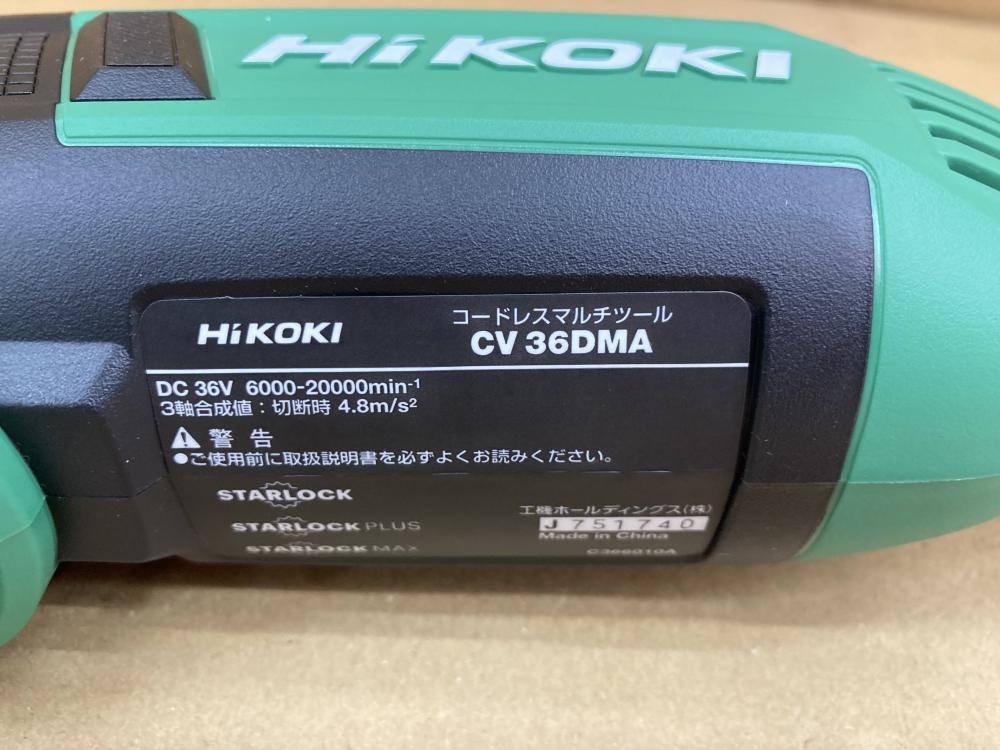 HiKOKI
HiKOKI
コードレスマルチツール
CV 36DMA
DC 36V 6000-20000min⁻¹
3軸合成値：切断時 4.8m/s²
警告
●ご使用前に取扱説明書を必ずよくお読みください。
STARLOCK
STARLOCK PLUS
STARLOCK MAX
工機ホールディングス(株)
J751740
Made in China
C366010A